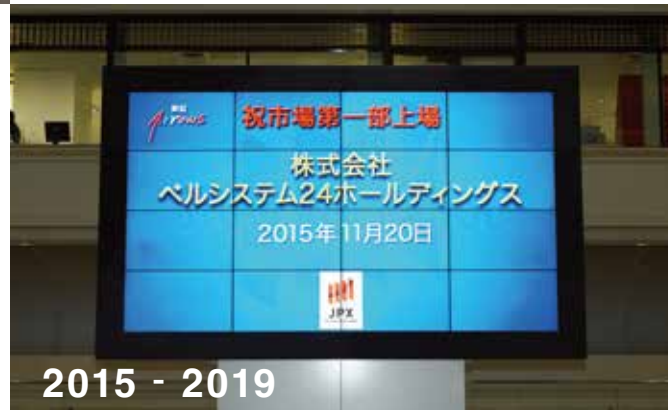 東証
Arrows
祝市場第一部上場
株式会社
ベルシステム24ホールディングス
2015年11月20日
JPX
2015 - 2019